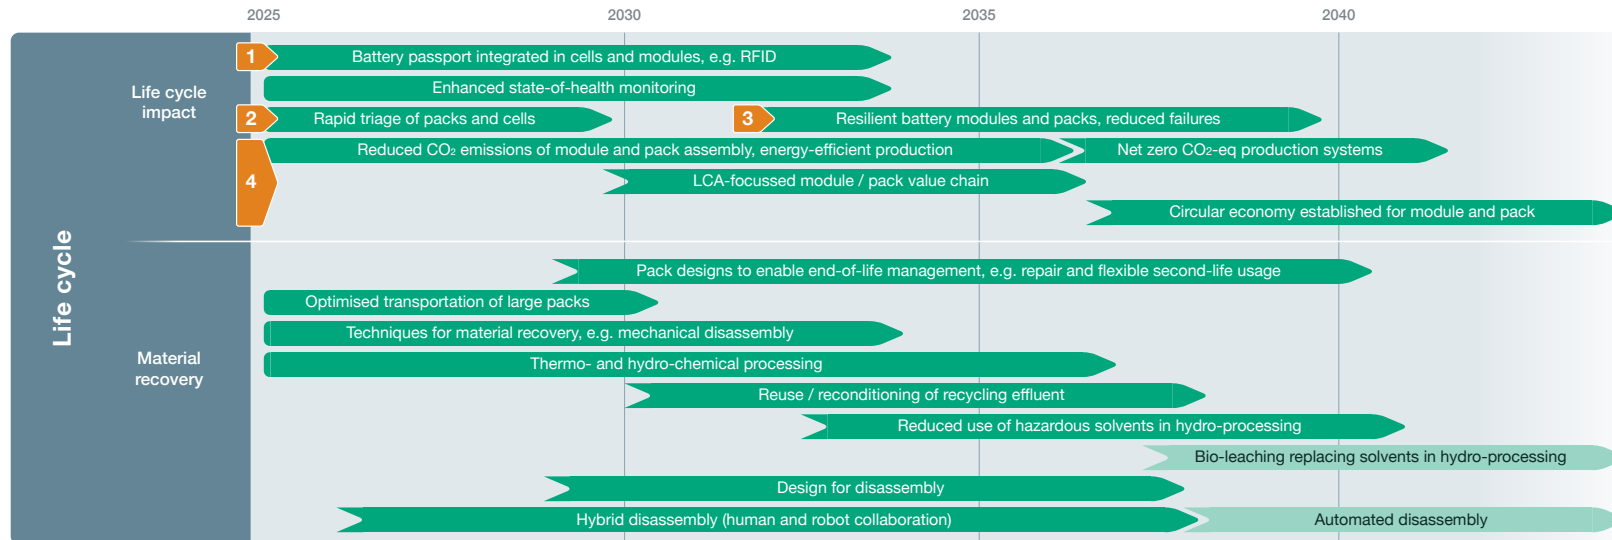 2025 2030 2035 2040
Life cycle
Life cycle
impact
1 Battery passport integrated in cells and modules, e.g. RFID
Enhanced state-of-health monitoring
2 Rapid triage of packs and cells 3 Resilient battery modules and packs, reduced failures
4 Reduced CO₂ emissions of module and pack assembly, energy-efficient production Net zero CO₂-eq production systems
LCA-focussed module / pack value chain
Circular economy established for module and pack
Material
recovery
Pack designs to enable end-of-life management, e.g. repair and flexible second-life usage
Optimised transportation of large packs
Techniques for material recovery, e.g. mechanical disassembly
Thermo- and hydro-chemical processing
Reuse / reconditioning of recycling effluent
Reduced use of hazardous solvents in hydro-processing
Bio-leaching replacing solvents in hydro-processing
Design for disassembly
Hybrid disassembly (human and robot collaboration) Automated disassembly